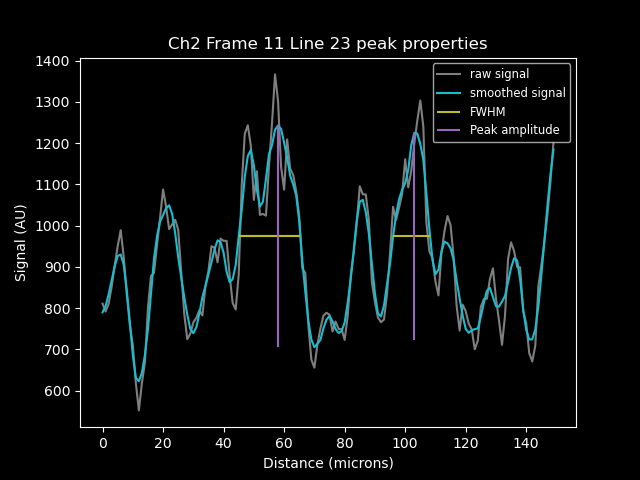 Ch2 Frame 11 Line 23 peak properties
raw signal
smoothed signal
FWHM
Peak amplitude
Signal (AU)
1400
1300
1200
1100
1000
900
800
700
600
0 20 40 60 80 100 120 140
Distance (microns)